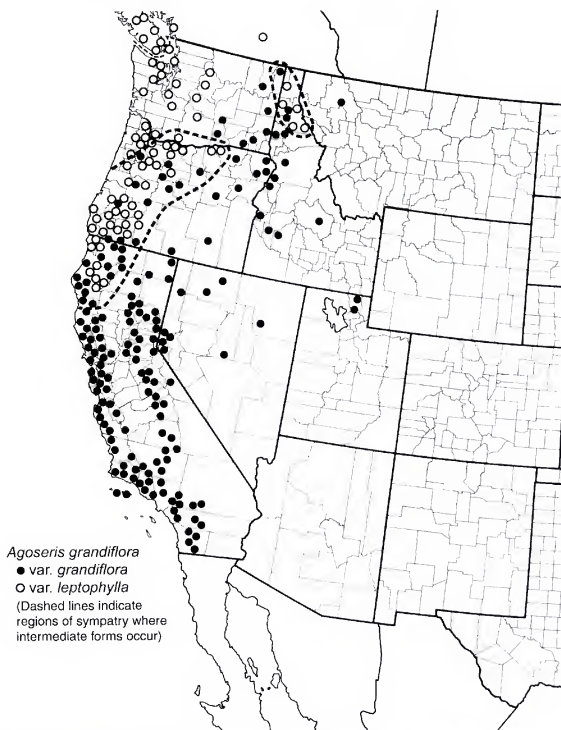 Agoseris grandiflora
● var. grandiflora
○ var. leptophylla
(Dashed lines indicate
regions of sympatry where
intermediate forms occur)